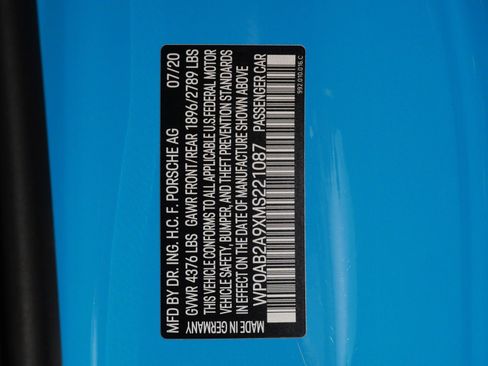 MFD BY DR. ING. H.C. F. PORSCHE AG 07/20
GVWR 4376 LBS GAWR FRONT/REAR 1896/2789 LBS
THIS VEHICLE CONFORMS TO ALL APPLICABLE U.S. FEDERAL MOTOR
VEHICLE SAFETY, BUMPER, AND THEFT PREVENTION STANDARDS
IN EFFECT ON THE DATE OF MANUFACTURE SHOWN ABOVE
WP0AB2A9XMS221087 PASSENGER CAR
MADE IN GERMANY
992.010.016.C